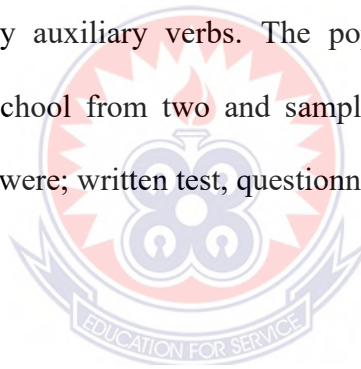 y auxiliary verbs. The po
chool from two and sampl
were; written test, questionn
EDUCATION FOR SERVICE